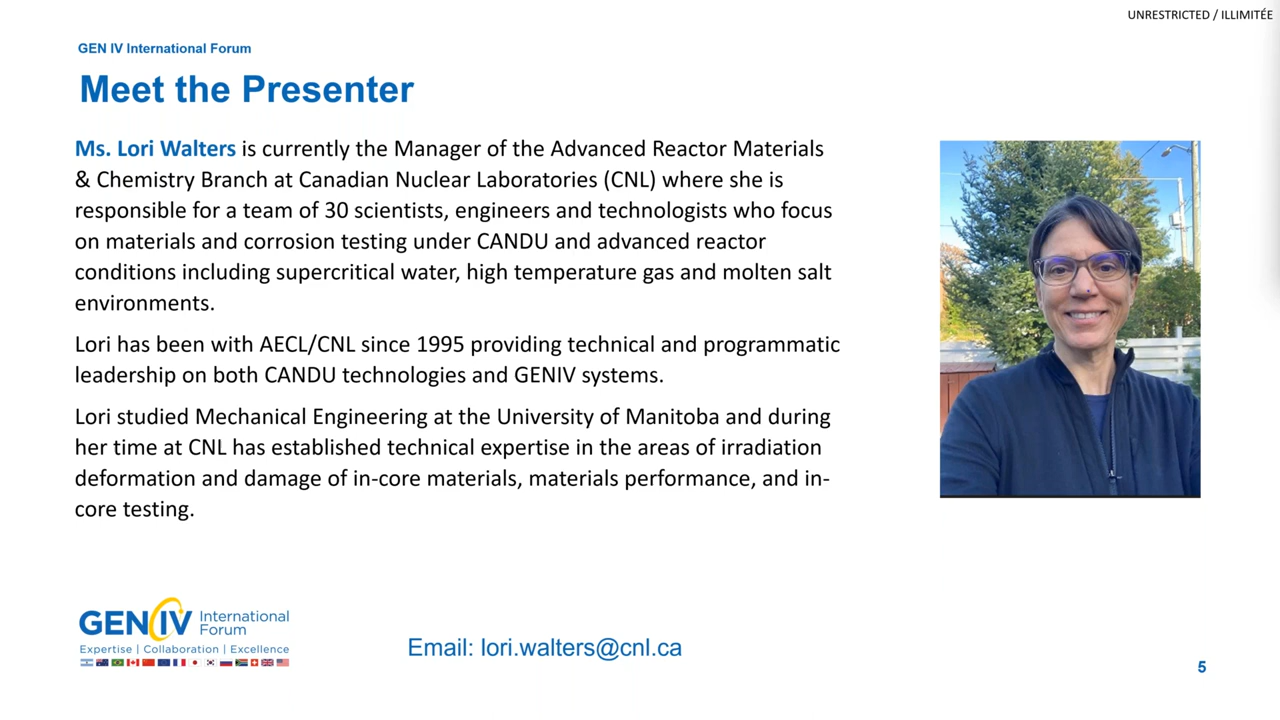 UNRESTRICTED / ILLIMITÉE
GEN IV International Forum
Meet the Presenter
Ms. Lori Walters is currently the Manager of the Advanced Reactor Materials
& Chemistry Branch at Canadian Nuclear Laboratories (CNL) where she is
responsible for a team of 30 scientists, engineers and technologists who focus
on materials and corrosion testing under CANDU and advanced reactor
conditions including supercritical water, high temperature gas and molten salt
environments.
Lori has been with AECL/CNL since 1995 providing technical and programmatic
leadership on both CANDU technologies and GENIV systems.
Lori studied Mechanical Engineering at the University of Manitoba and during
her time at CNL has established technical expertise in the areas of irradiation
deformation and damage of in-core materials, materials performance, and in-
core testing.
GEN IV International
Forum
Expertise | Collaboration | Excellence
Email: lori.walters@cnl.ca
5